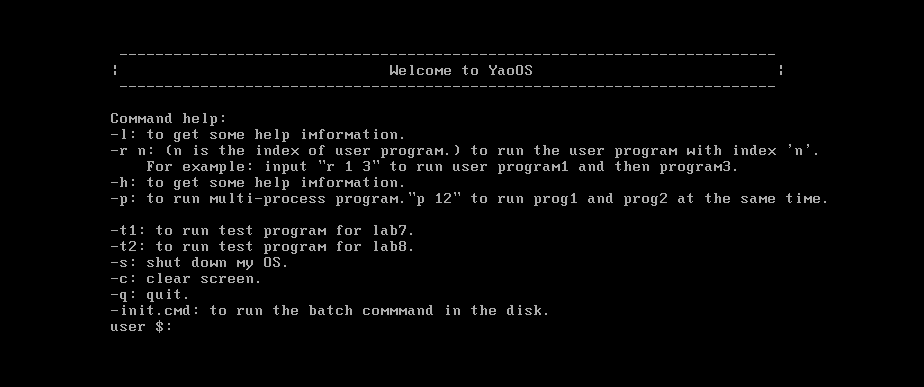 ------------------------------------------------------------------------
¦ Welcome to YaoOS ¦
------------------------------------------------------------------------
Command help:
-l: to get some help imformation.
-r n: (n is the index of user program.) to run the user program with index 'n'.
For example: input "r 1 3" to run user program1 and then program3.
-h: to get some help imformation.
-p: to run multi-process program."p 12" to run prog1 and prog2 at the same time.
-t1: to run test program for lab7.
-t2: to run test program for lab8.
-s: shut down my OS.
-c: clear screen.
-q: quit.
-init.cmd: to run the batch commmand in the disk.
user $: